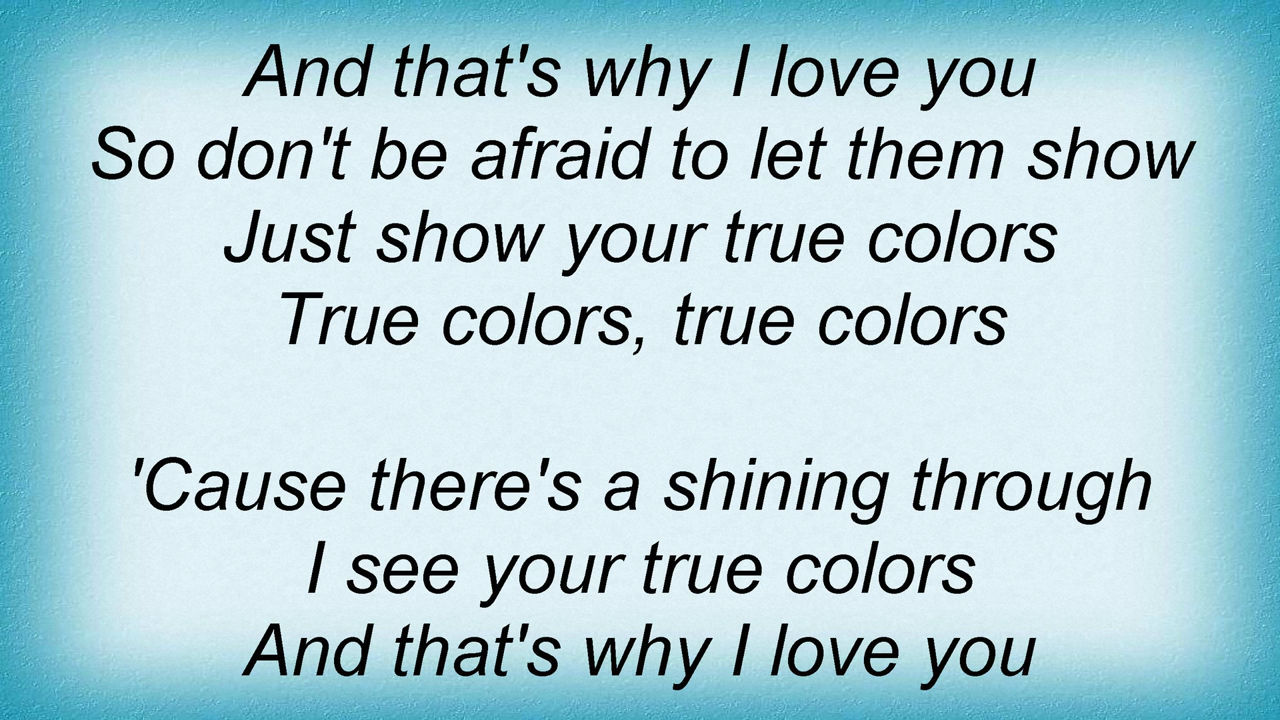 And that's why I love you
So don't be afraid to let them show
Just show your true colors
True colors, true colors

'Cause there's a shining through
I see your true colors
And that's why I love you